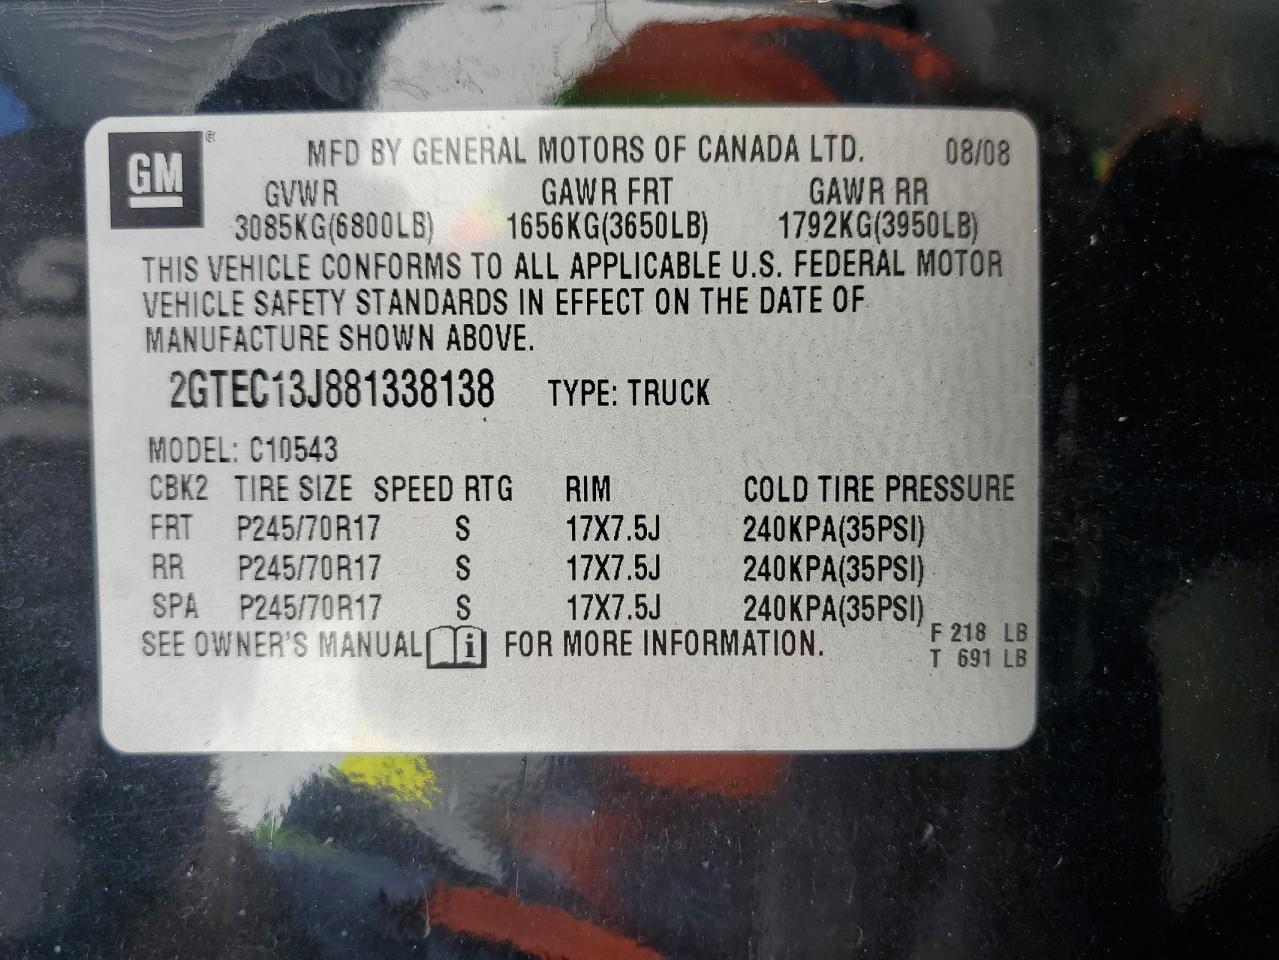 GM ® MFD BY GENERAL MOTORS OF CANADA LTD. 08/08
GVWR GAWR FRT GAWR RR
3085KG(6800LB) 1656KG(3650LB) 1792KG(3950LB)
THIS VEHICLE CONFORMS TO ALL APPLICABLE U.S. FEDERAL MOTOR
VEHICLE SAFETY STANDARDS IN EFFECT ON THE DATE OF
MANUFACTURE SHOWN ABOVE.
2GTEC13J881338138 TYPE: TRUCK
MODEL: C10543
CBK2 TIRE SIZE SPEED RTG RIM COLD TIRE PRESSURE
FRT P245/70R17 S 17X7.5J 240KPA(35PSI)
RR P245/70R17 S 17X7.5J 240KPA(35PSI)
SPA P245/70R17 S 17X7.5J 240KPA(35PSI)
SEE OWNER'S MANUAL i FOR MORE INFORMATION.
F 218 LB
T 691 LB